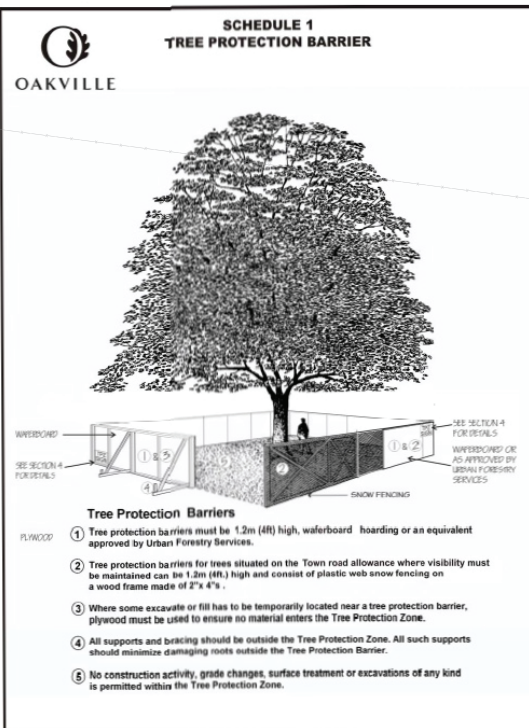 SCHEDULE 1
TREE PROTECTION BARRIER
OAKVILLE
WAFERBOARD
SEE SECTION 4
FOR DETAILS
1 & 3
4
2
1 & 2
SEE SECTION 4
FOR DETAILS
WAFERBOARD OR
AS APPROVED BY
URBAN FORESTRY
SERVICES
SNOW FENCING
Tree Protection Barriers
PLYWOOD
1 Tree protection barriers must be 1.2m (4ft) high, waferboard hoarding or an equivalent
approved by Urban Forestry Services.
2 Tree protection barriers for trees situated on the Town road allowance where visibility must
be maintained can be 1.2m (4ft.) high and consist of plastic web snow fencing on
a wood frame made of 2"x 4"s .
3 Where some excavate or fill has to be temporarily located near a tree protection barrier,
plywood must be used to ensure no material enters the Tree Protection Zone.
4 All supports and bracing should be outside the Tree Protection Zone. All such supports
should minimize damaging roots outside the Tree Protection Barrier.
5 No construction activity, grade changes, surface treatment or excavations of any kind
is permitted within the Tree Protection Zone.